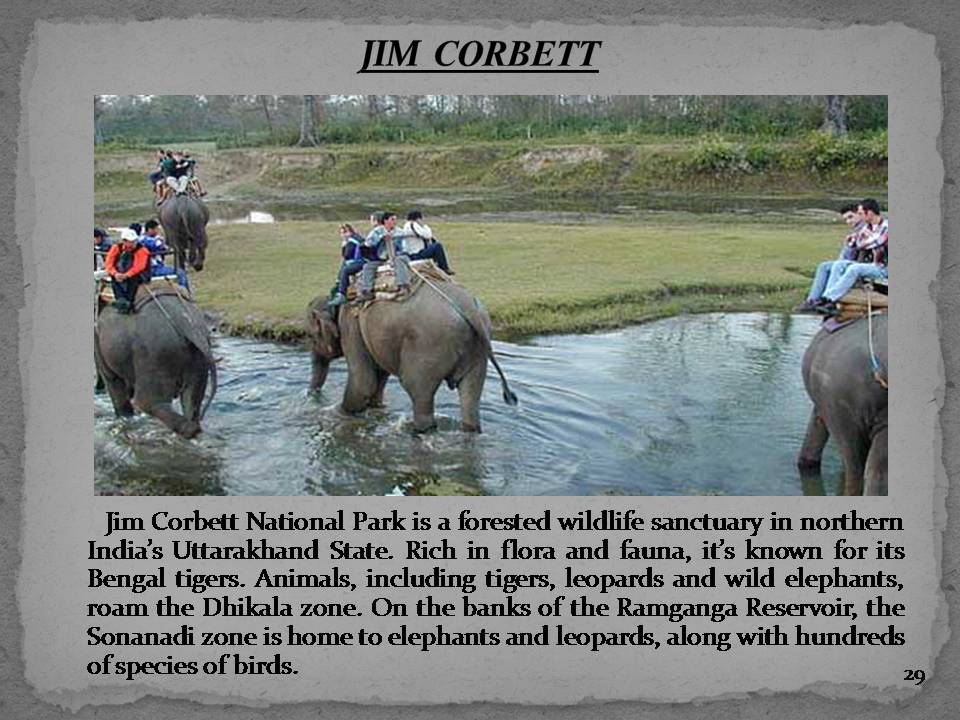 JIM CORBETT
Jim Corbett National Park is a forested wildlife sanctuary in northern
India’s Uttarakhand State. Rich in flora and fauna, it’s known for its
Bengal tigers. Animals, including tigers, leopards and wild elephants,
roam the Dhikala zone. On the banks of the Ramganga Reservoir, the
Sonanadi zone is home to elephants and leopards, along with hundreds
of species of birds.
29